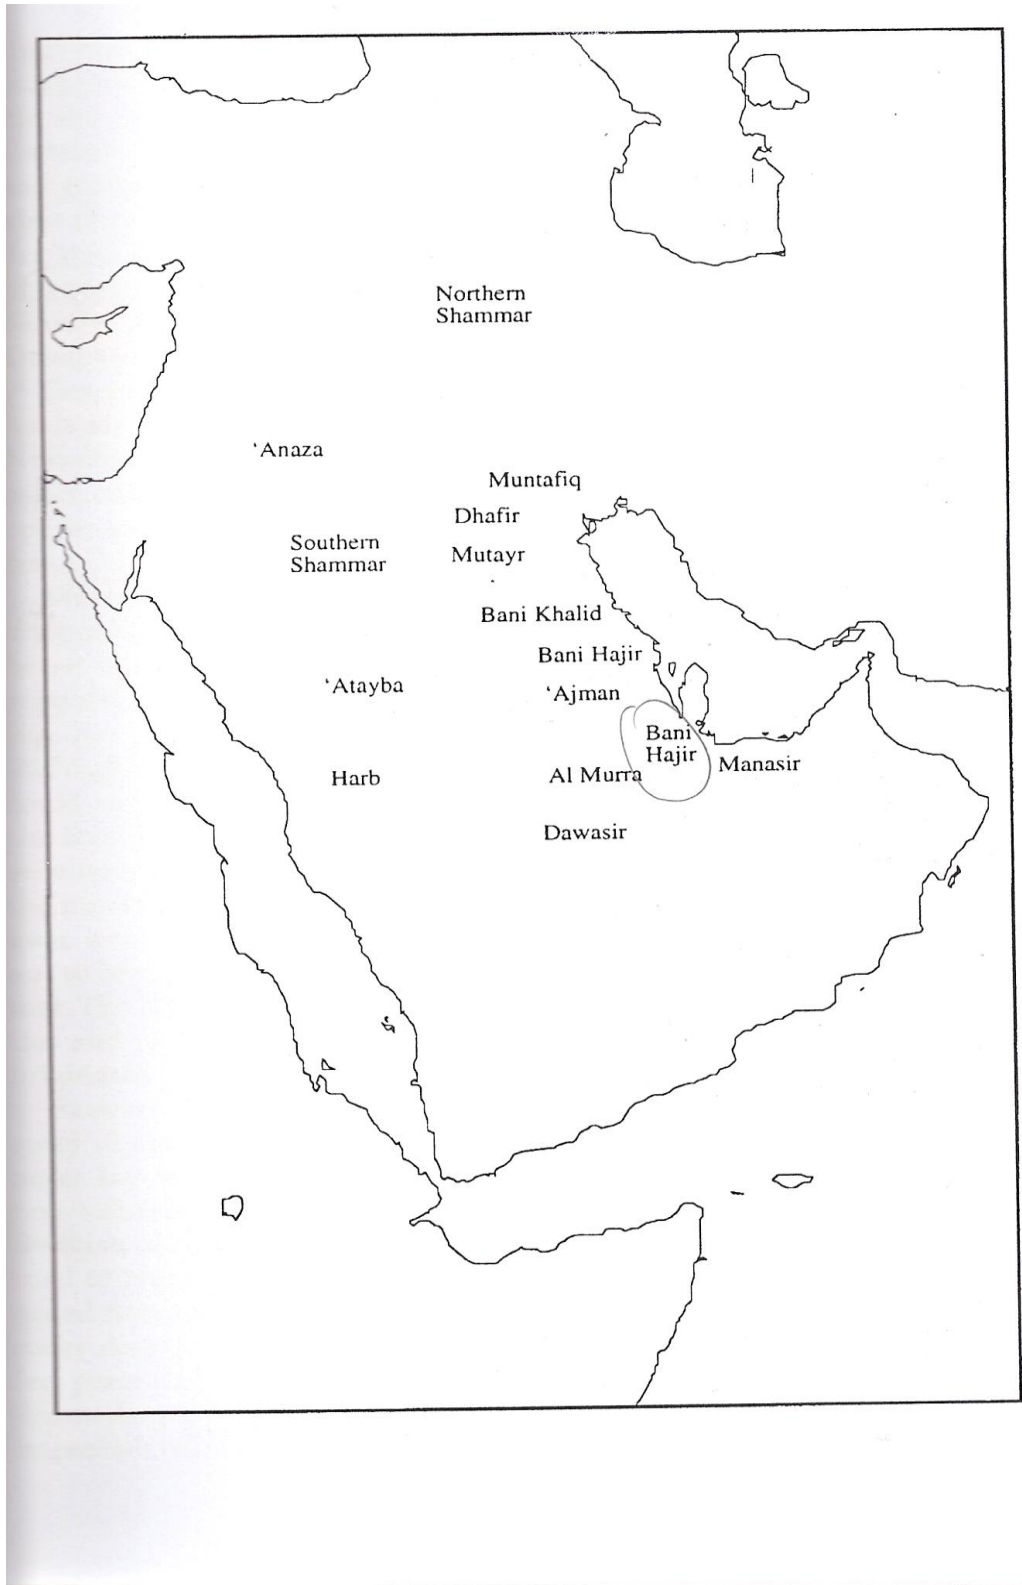 Northern
Shammar
‘Anaza
Muntafiq
Dhafir
Southern
Shammar
Mutayr
Bani Khalid
Bani Hajir
‘Atayba
‘Ajman
Bani
Hajir
Manasir
Harb
Al Murra
Dawasir